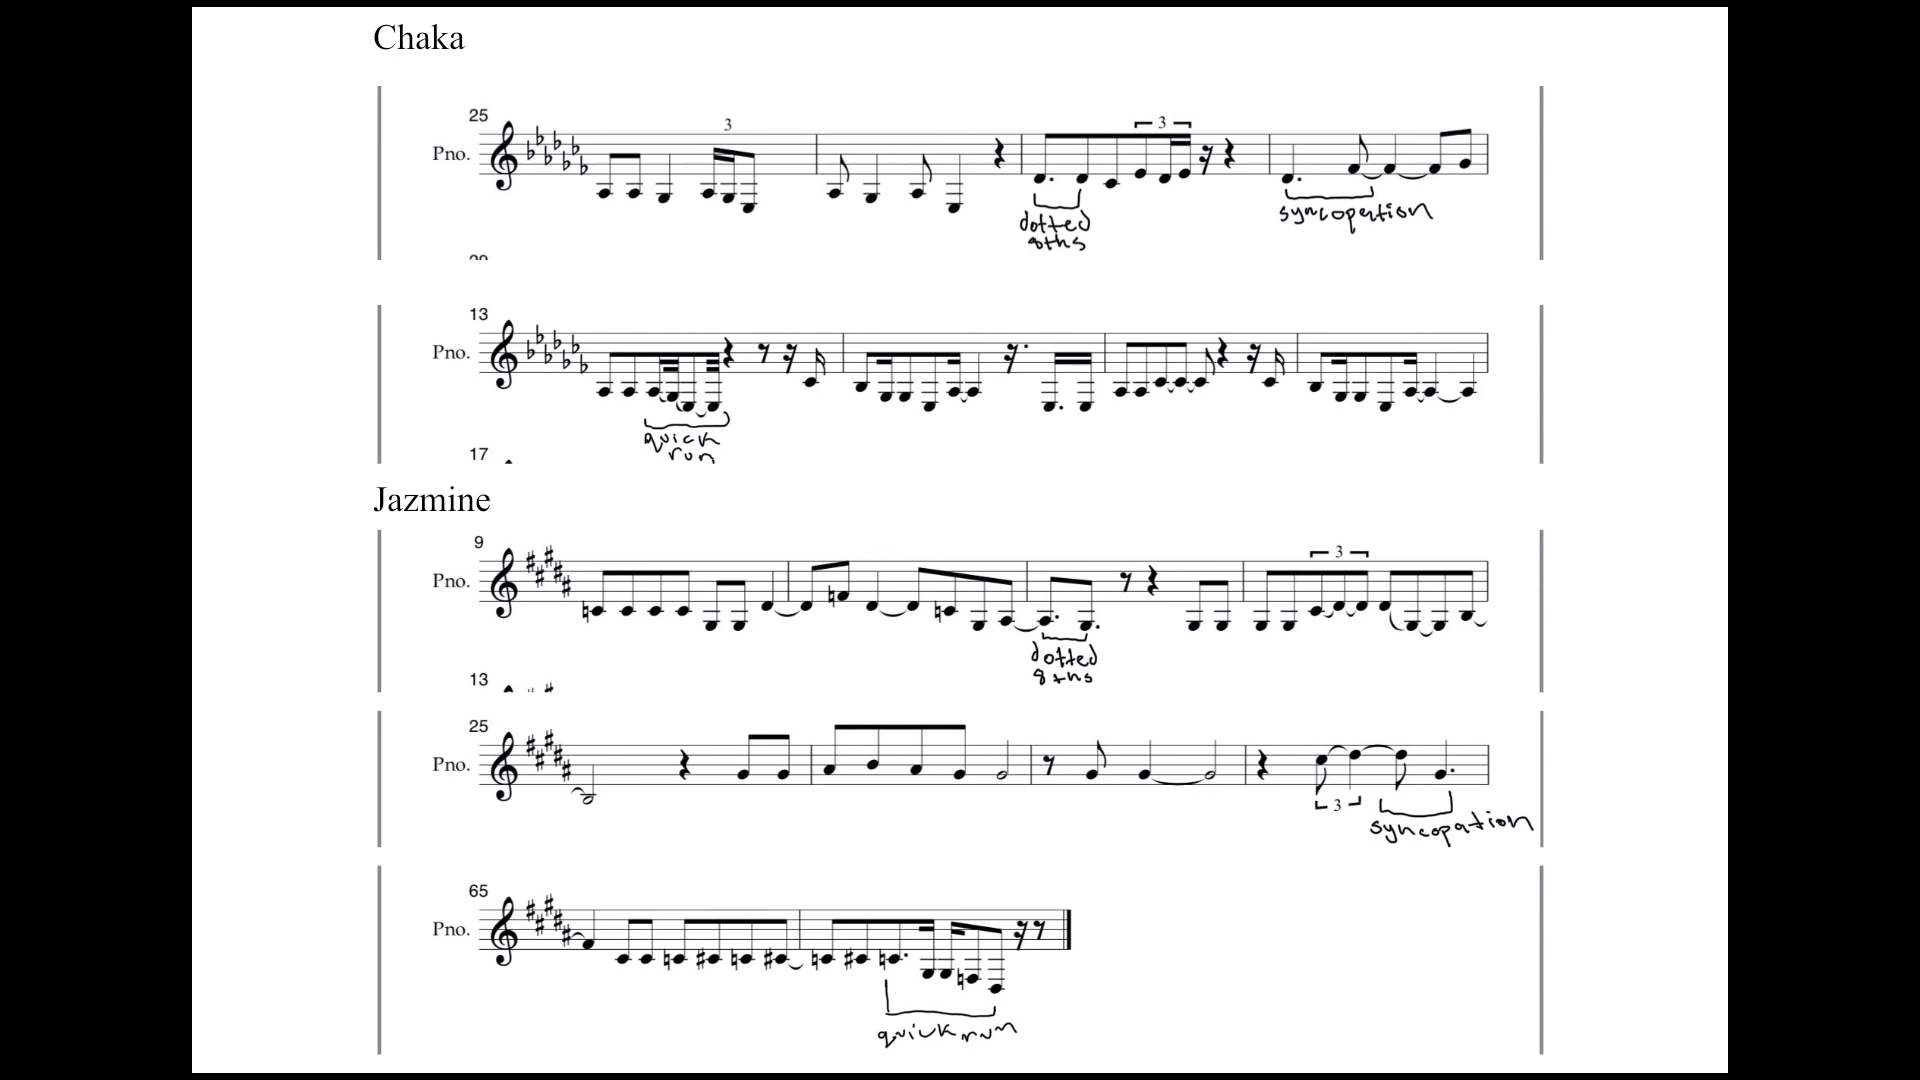 Chaka
25
3
3
Pno.
dotted
8ths
syncopation
13
Pno.
quick
run
17
Jazmine
9
3
Pno.
dotted
8ths
13
25
Pno.
3
syncopation
65
Pno.
quick run